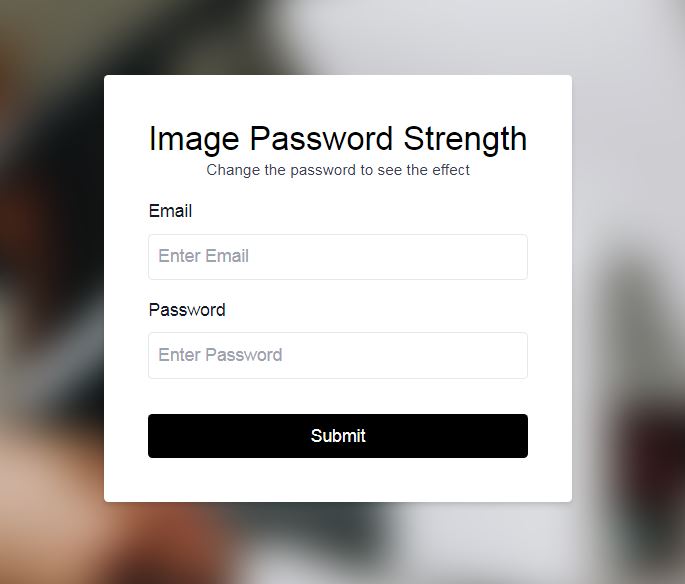 Image Password Strength
Change the password to see the effect
Email
Enter Email
Password
Enter Password
Submit